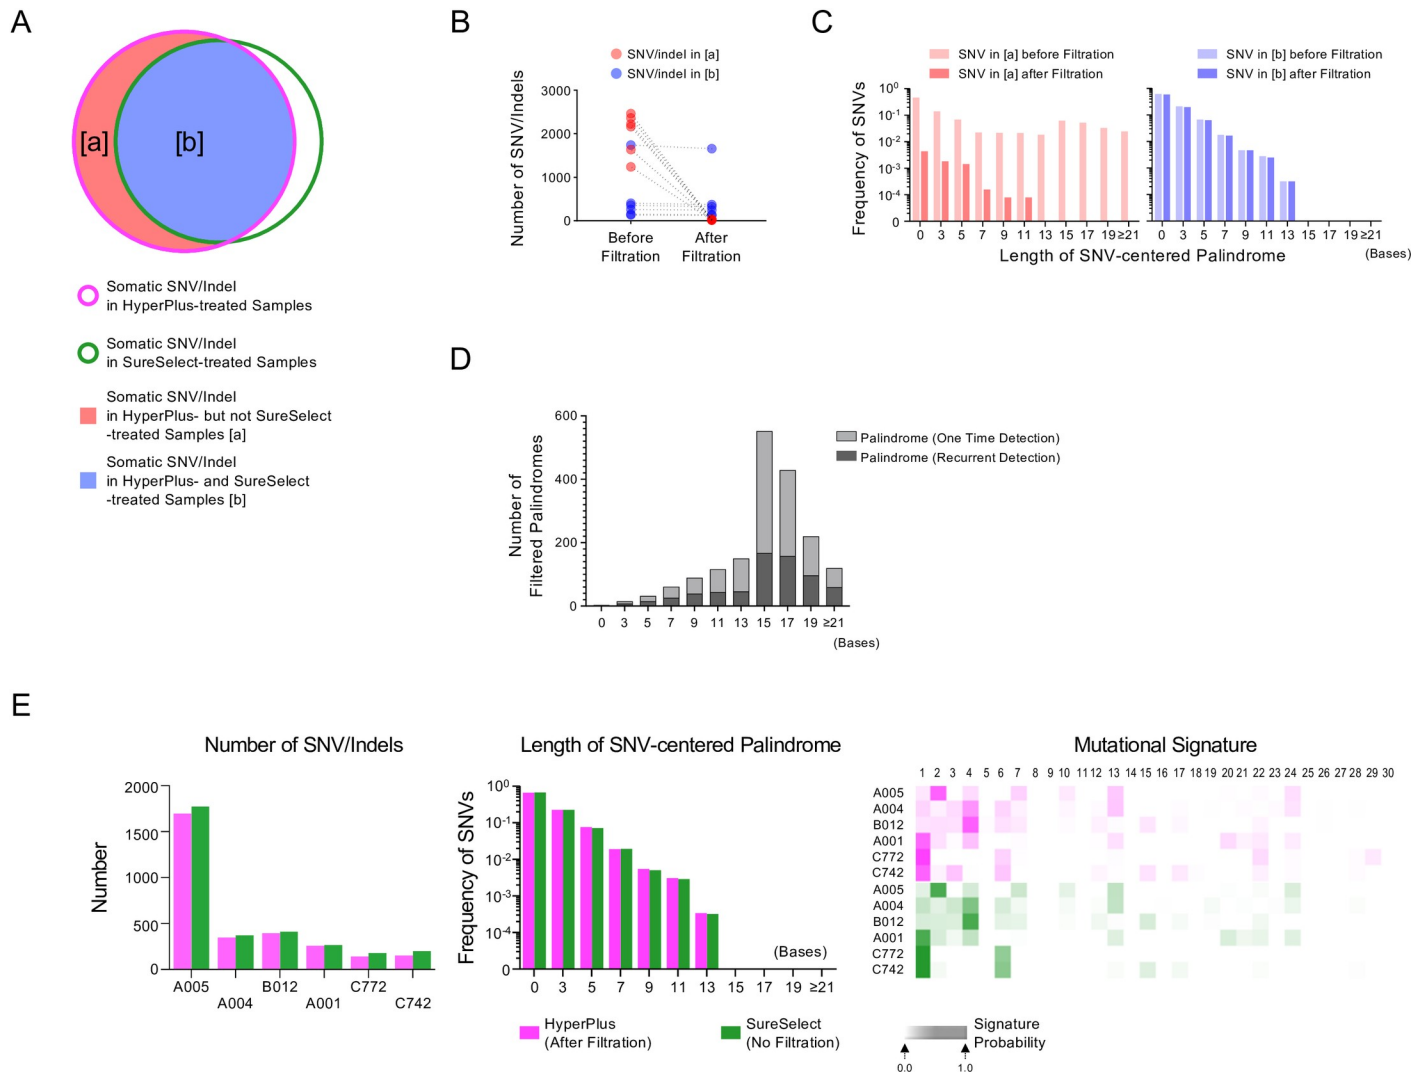 A
[a]
[b]
Somatic SNV/Indel
in HyperPlus-treated Samples
Somatic SNV/Indel
in SureSelect-treated Samples
Somatic SNV/Indel
in HyperPlus- but not SureSelect
-treated Samples [a]
Somatic SNV/Indel
in HyperPlus- and SureSelect
-treated Samples [b]
B
SNV/indel in [a]
SNV/indel in [b]
Number of SNV/Indels
3000
2000
1000
0
Before
Filtration
After
Filtration
C
SNV in [a] before Filtration
SNV in [a] after Filtration
SNV in [b] before Filtration
SNV in [b] after Filtration
Frequency of SNVs
10^0
10^-1
10^-2
10^-3
10^-4
0
0 3 5 7 9 11 13 15 17 19 ≥21
0 3 5 7 9 11 13 15 17 19 ≥21
Length of SNV-centered Palindrome
(Bases)
D
Number of
Filtered Palindromes
600
400
200
0
Palindrome (One Time Detection)
Palindrome (Recurrent Detection)
0 3 5 7 9 11 13 15 17 19 ≥21
(Bases)
E
Number of SNV/Indels
Number
2000
1500
1000
500
0
A005
A004
B012
A001
C772
C742
Length of SNV-centered Palindrome
Frequency of SNVs
10^0
10^-1
10^-2
10^-3
10^-4
0
(Bases)
0 3 5 7 9 11 13 15 17 19 ≥21
HyperPlus
(After Filtration)
SureSelect
(No Filtration)
Mutational Signature
1 2 3 4 5 6 7 8 9 10 11 12 13 14 15 16 17 18 19 20 21 22 23 24 25 26 27 28 29 30
A005
A004
B012
A001
C772
C742
A005
A004
B012
A001
C772
C742
Signature
Probability
0.0
1.0